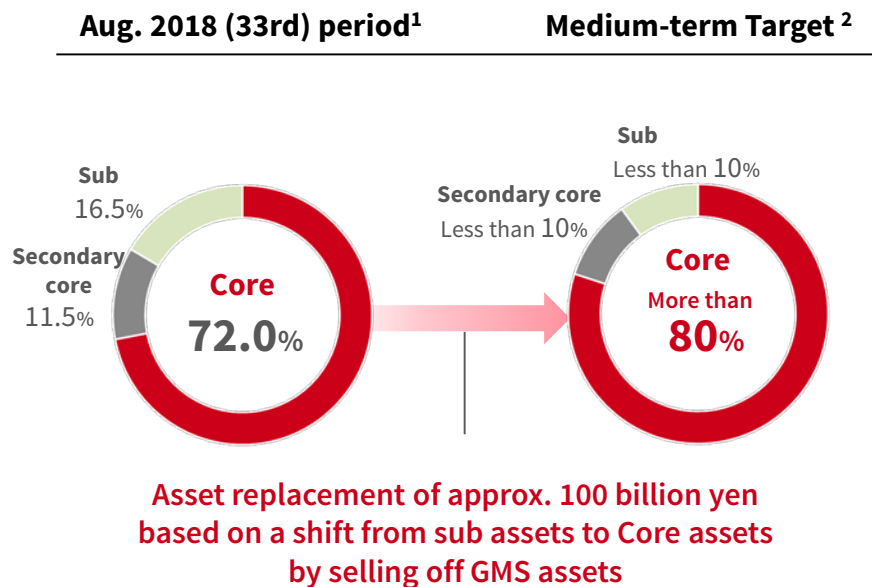 Aug. 2018 (33rd) period1
Medium-term Target 2
Sub
16.5%
Secondary
core
11.5%
Core
72.0%
Sub
Less than 10%
Secondary core
Less than 10%
Core
More than
80%
Asset replacement of approx. 100 billion yen
based on a shift from sub assets to Core assets
by selling off GMS assets